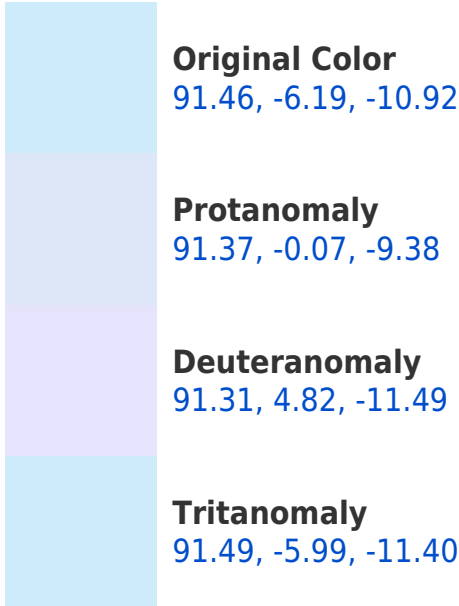 Original Color
91.46, -6.19, -10.92
Protanomaly
91.37, -0.07, -9.38
Deuteranomaly
91.31, 4.82, -11.49
Tritanomaly
91.49, -5.99, -11.40